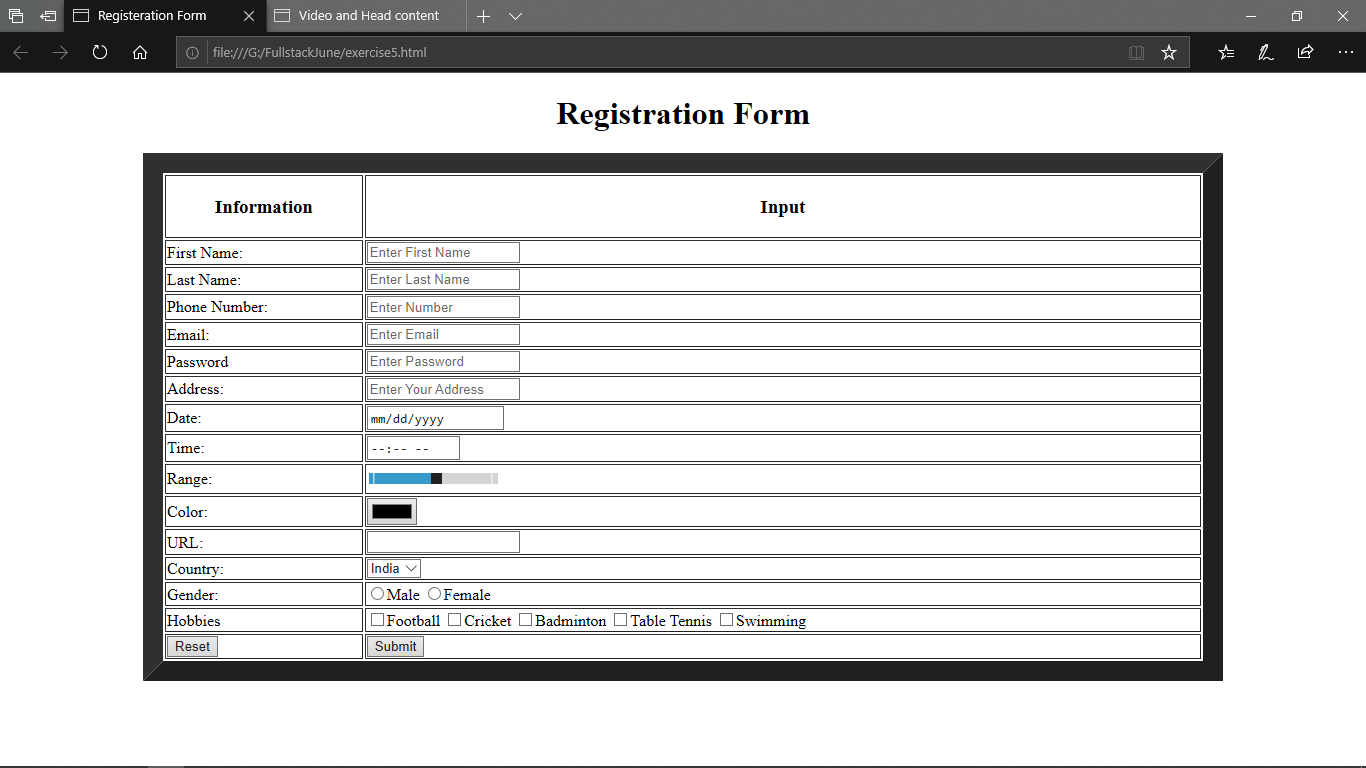 Registeration Form
Video and Head content
file:///G:/FullstackJune/exercise5.html
Registration Form
Information Input
First Name: Enter First Name
Last Name: Enter Last Name
Phone Number: Enter Number
Email: Enter Email
Password Enter Password
Address: Enter Your Address
Date: mm/dd/yyyy
Time: --:-- --
Range:
Color:
URL:
Country: India
Gender: Male Female
Hobbies Football Cricket Badminton Table Tennis Swimming
Reset Submit